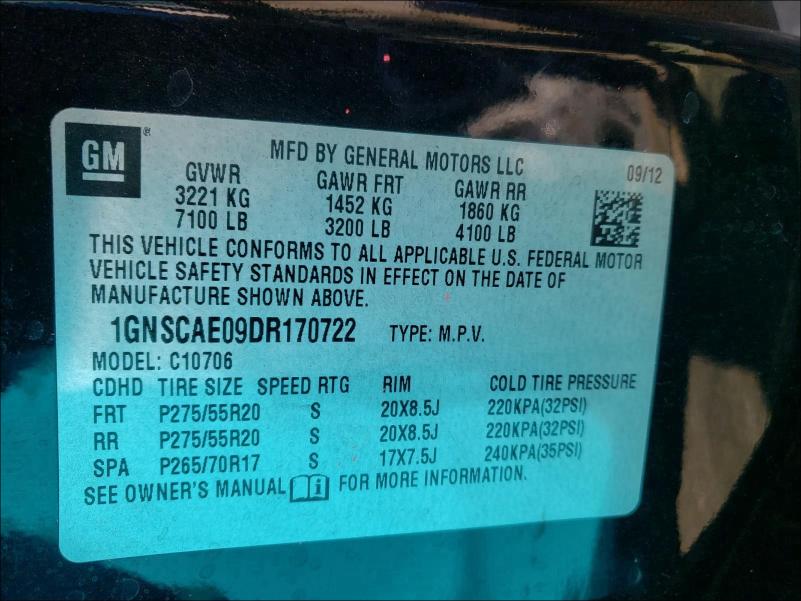 GM ®
MFD BY GENERAL MOTORS LLC 09/12
GVWR GAWR FRT GAWR RR
3221 KG 1452 KG 1860 KG
7100 LB 3200 LB 4100 LB
THIS VEHICLE CONFORMS TO ALL APPLICABLE U.S. FEDERAL MOTOR
VEHICLE SAFETY STANDARDS IN EFFECT ON THE DATE OF
MANUFACTURE SHOWN ABOVE.
1GNSCAE09DR170722 TYPE: M.P.V.
MODEL: C10706
CDHD TIRE SIZE SPEED RTG RIM COLD TIRE PRESSURE
FRT P275/55R20 S 20X8.5J 220KPA(32PSI)
RR P275/55R20 S 20X8.5J 220KPA(32PSI)
SPA P265/70R17 S 17X7.5J 240KPA(35PSI)
SEE OWNER'S MANUAL i FOR MORE INFORMATION.